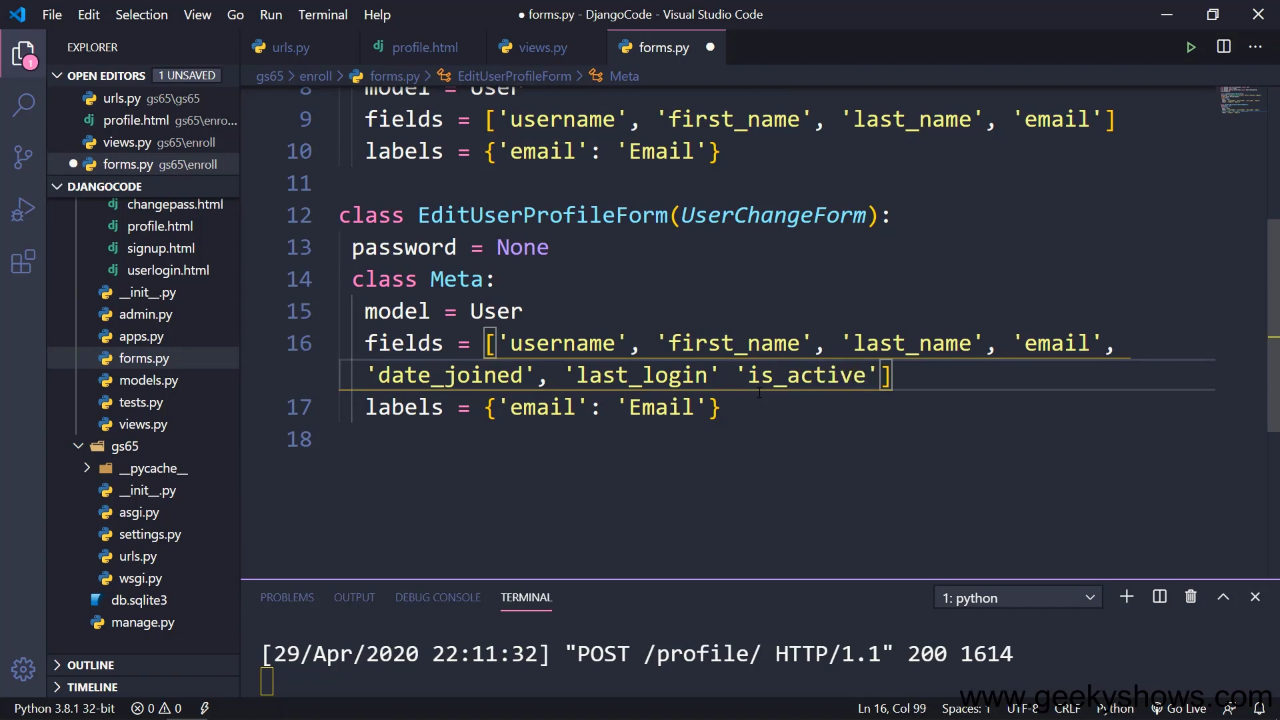 File Edit Selection View Go Run Terminal Help
● forms.py - DjangoCode - Visual Studio Code
EXPLORER
urls.py profile.html views.py forms.py
OPEN EDITORS 1 UNSAVED
gs65 > enroll > forms.py > EditUserProfileForm > Meta
urls.py gs65\gs65
profile.html gs65\enro...
views.py gs65\enroll
forms.py gs65\enroll
DJANGOCODE
changepass.html
profile.html
signup.html
userlogin.html
__init__.py
admin.py
apps.py
forms.py
models.py
tests.py
views.py
gs65
__pycache__
__init__.py
asgi.py
settings.py
urls.py
wsgi.py
db.sqlite3
manage.py
OUTLINE
TIMELINE
1
8 model = User
9 fields = ['username', 'first_name', 'last_name', 'email']
10 labels = {'email': 'Email'}
11
12 class EditUserProfileForm(UserChangeForm):
13 password = None
14 class Meta:
15 model = User
16 fields = ['username', 'first_name', 'last_name', 'email',
'date_joined', 'last_login' 'is_active']
17 labels = {'email': 'Email'}
18
PROBLEMS OUTPUT DEBUG CONSOLE TERMINAL
1: python
[29/Apr/2020 22:11:32] "POST /profile/ HTTP/1.1" 200 1614
www.geekyshows.com
Python 3.8.1 32-bit 0 0 Ln 16, Col 99 Spaces: 1 UTF-8 CRLF Python Go Live